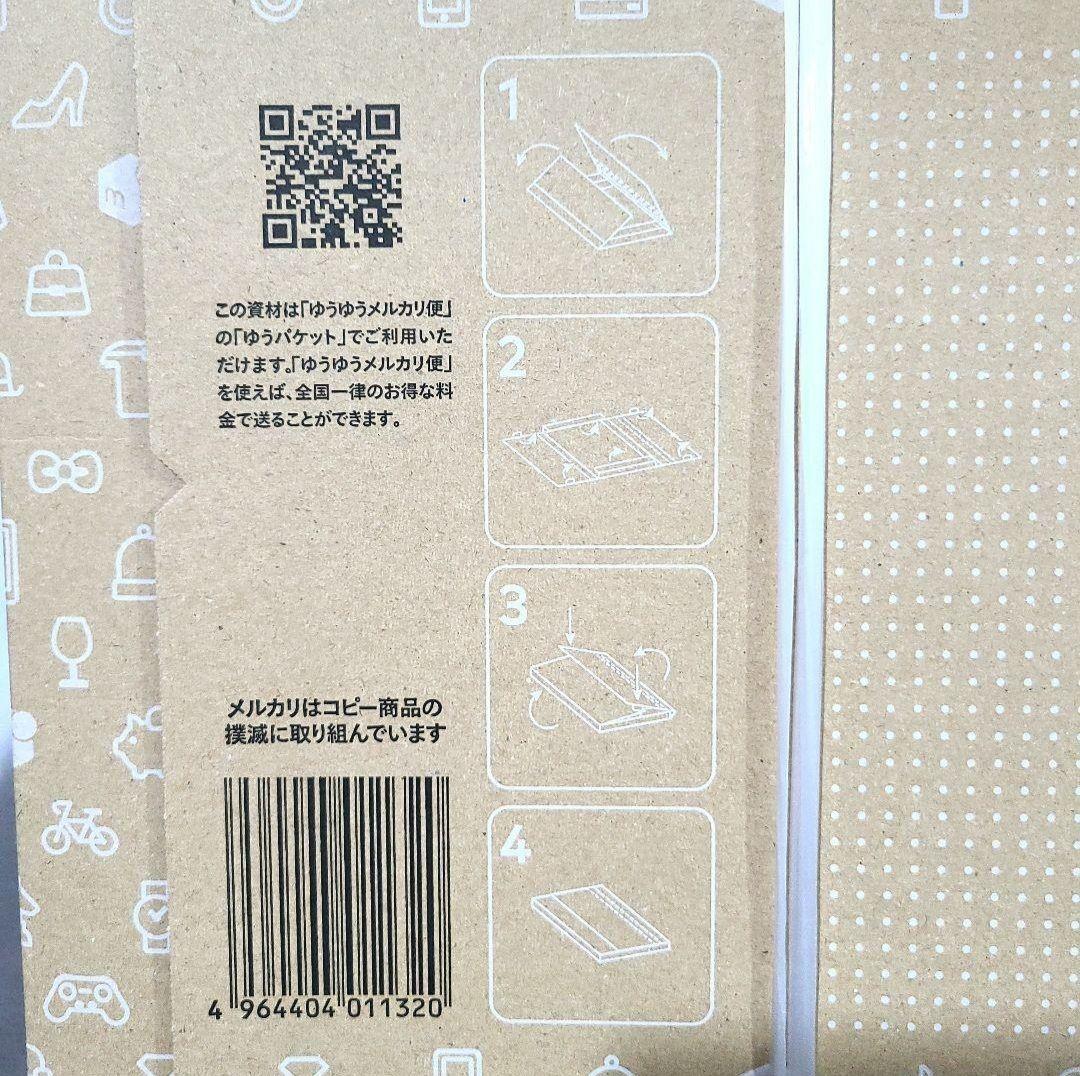 m
この資材は「ゆうゆうメルカリ便」
の「ゆうパケット」でご利用いた
だけます。「ゆうゆうメルカリ便」
を使えば、全国一律のお得な料
金で送ることができます。
メルカリはコピー商品の
撲滅に取り組んでいます
4 964404 011320
1
2
3
4